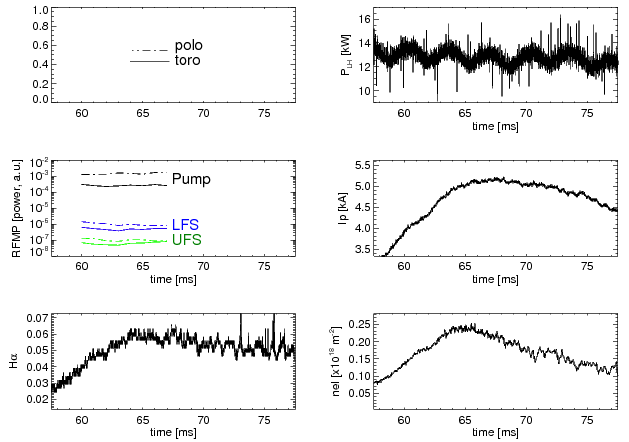 1.0
0.8
0.6
0.4
0.2
0.0
polo
toro
60 65 70 75
16
14
12
10
P_LH [kW]
60 65 70 75
time [ms]
RFMP [power, a.u.]
10^-2
10^-3
10^-4
10^-5
10^-6
10^-7
10^-8
Pump
LFS
UFS
60 65 70 75
time [ms]
Ip [kA]
5.5
5.0
4.5
4.0
3.5
60 65 70 75
time [ms]
Hα
0.07
0.06
0.05
0.04
0.03
0.02
60 65 70 75
time [ms]
nel [x10^18 m^-2]
0.25
0.20
0.15
0.10
0.05
0.00
60 65 70 75
time [ms]